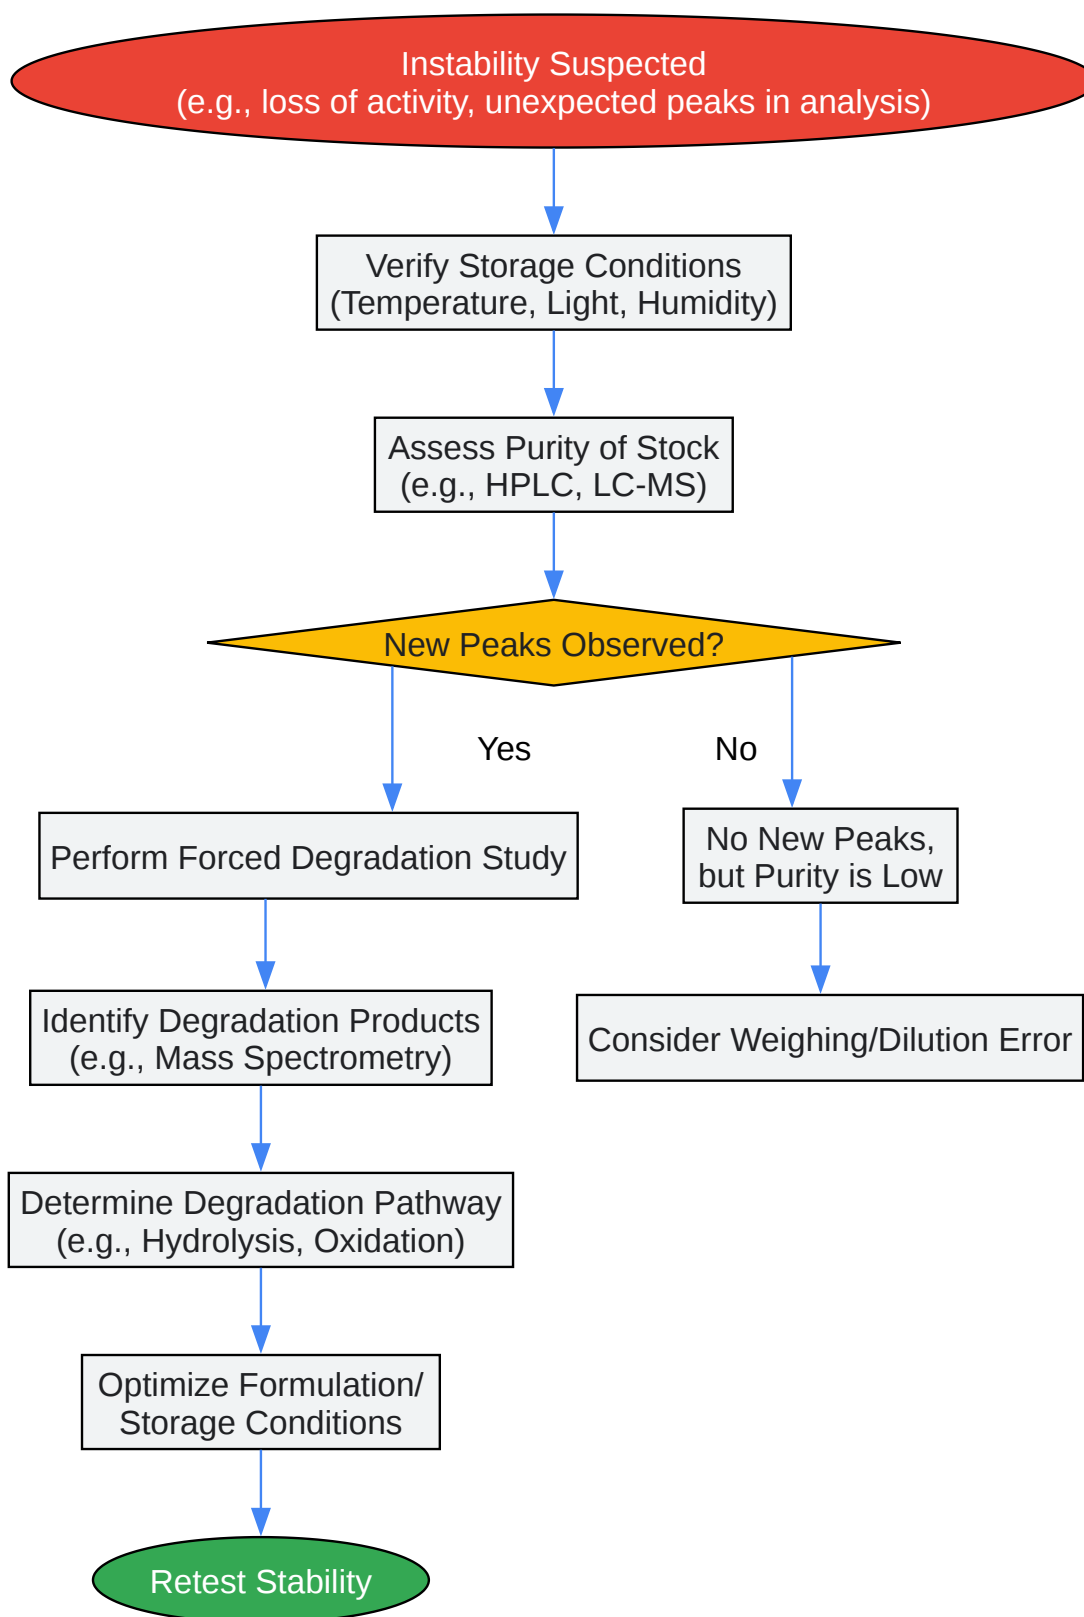 Instability Suspected
(e.g., loss of activity, unexpected peaks in analysis)
Verify Storage Conditions
(Temperature, Light, Humidity)
Assess Purity of Stock
(e.g., HPLC, LC-MS)
New Peaks Observed?
Yes
No
Perform Forced Degradation Study
No New Peaks,
but Purity is Low
Identify Degradation Products
(e.g., Mass Spectrometry)
Consider Weighing/Dilution Error
Determine Degradation Pathway
(e.g., Hydrolysis, Oxidation)
Optimize Formulation/
Storage Conditions
Retest Stability